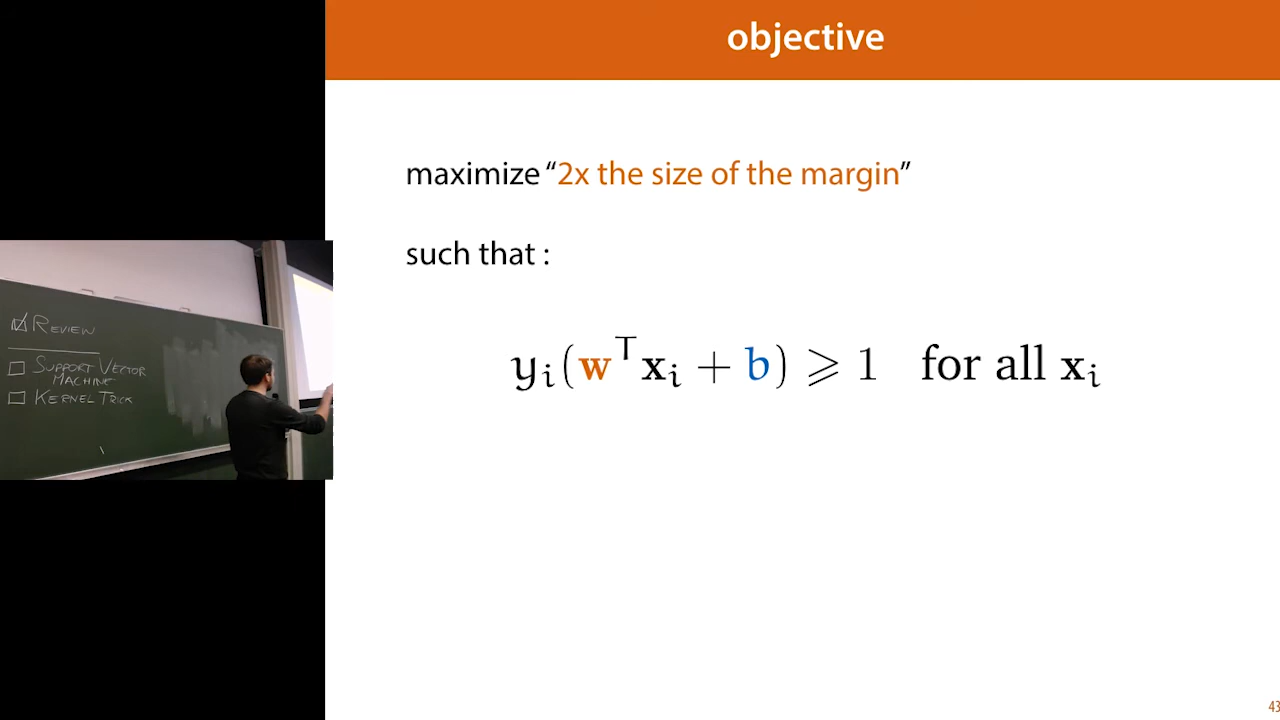 objective
maximize “2x the size of the margin”
such that :
yᵢ(wᵀxᵢ + b) ⩾ 1 for all xᵢ
REVIEW
SUPPORT VECTOR
MACHINE
KERNEL TRICK
43